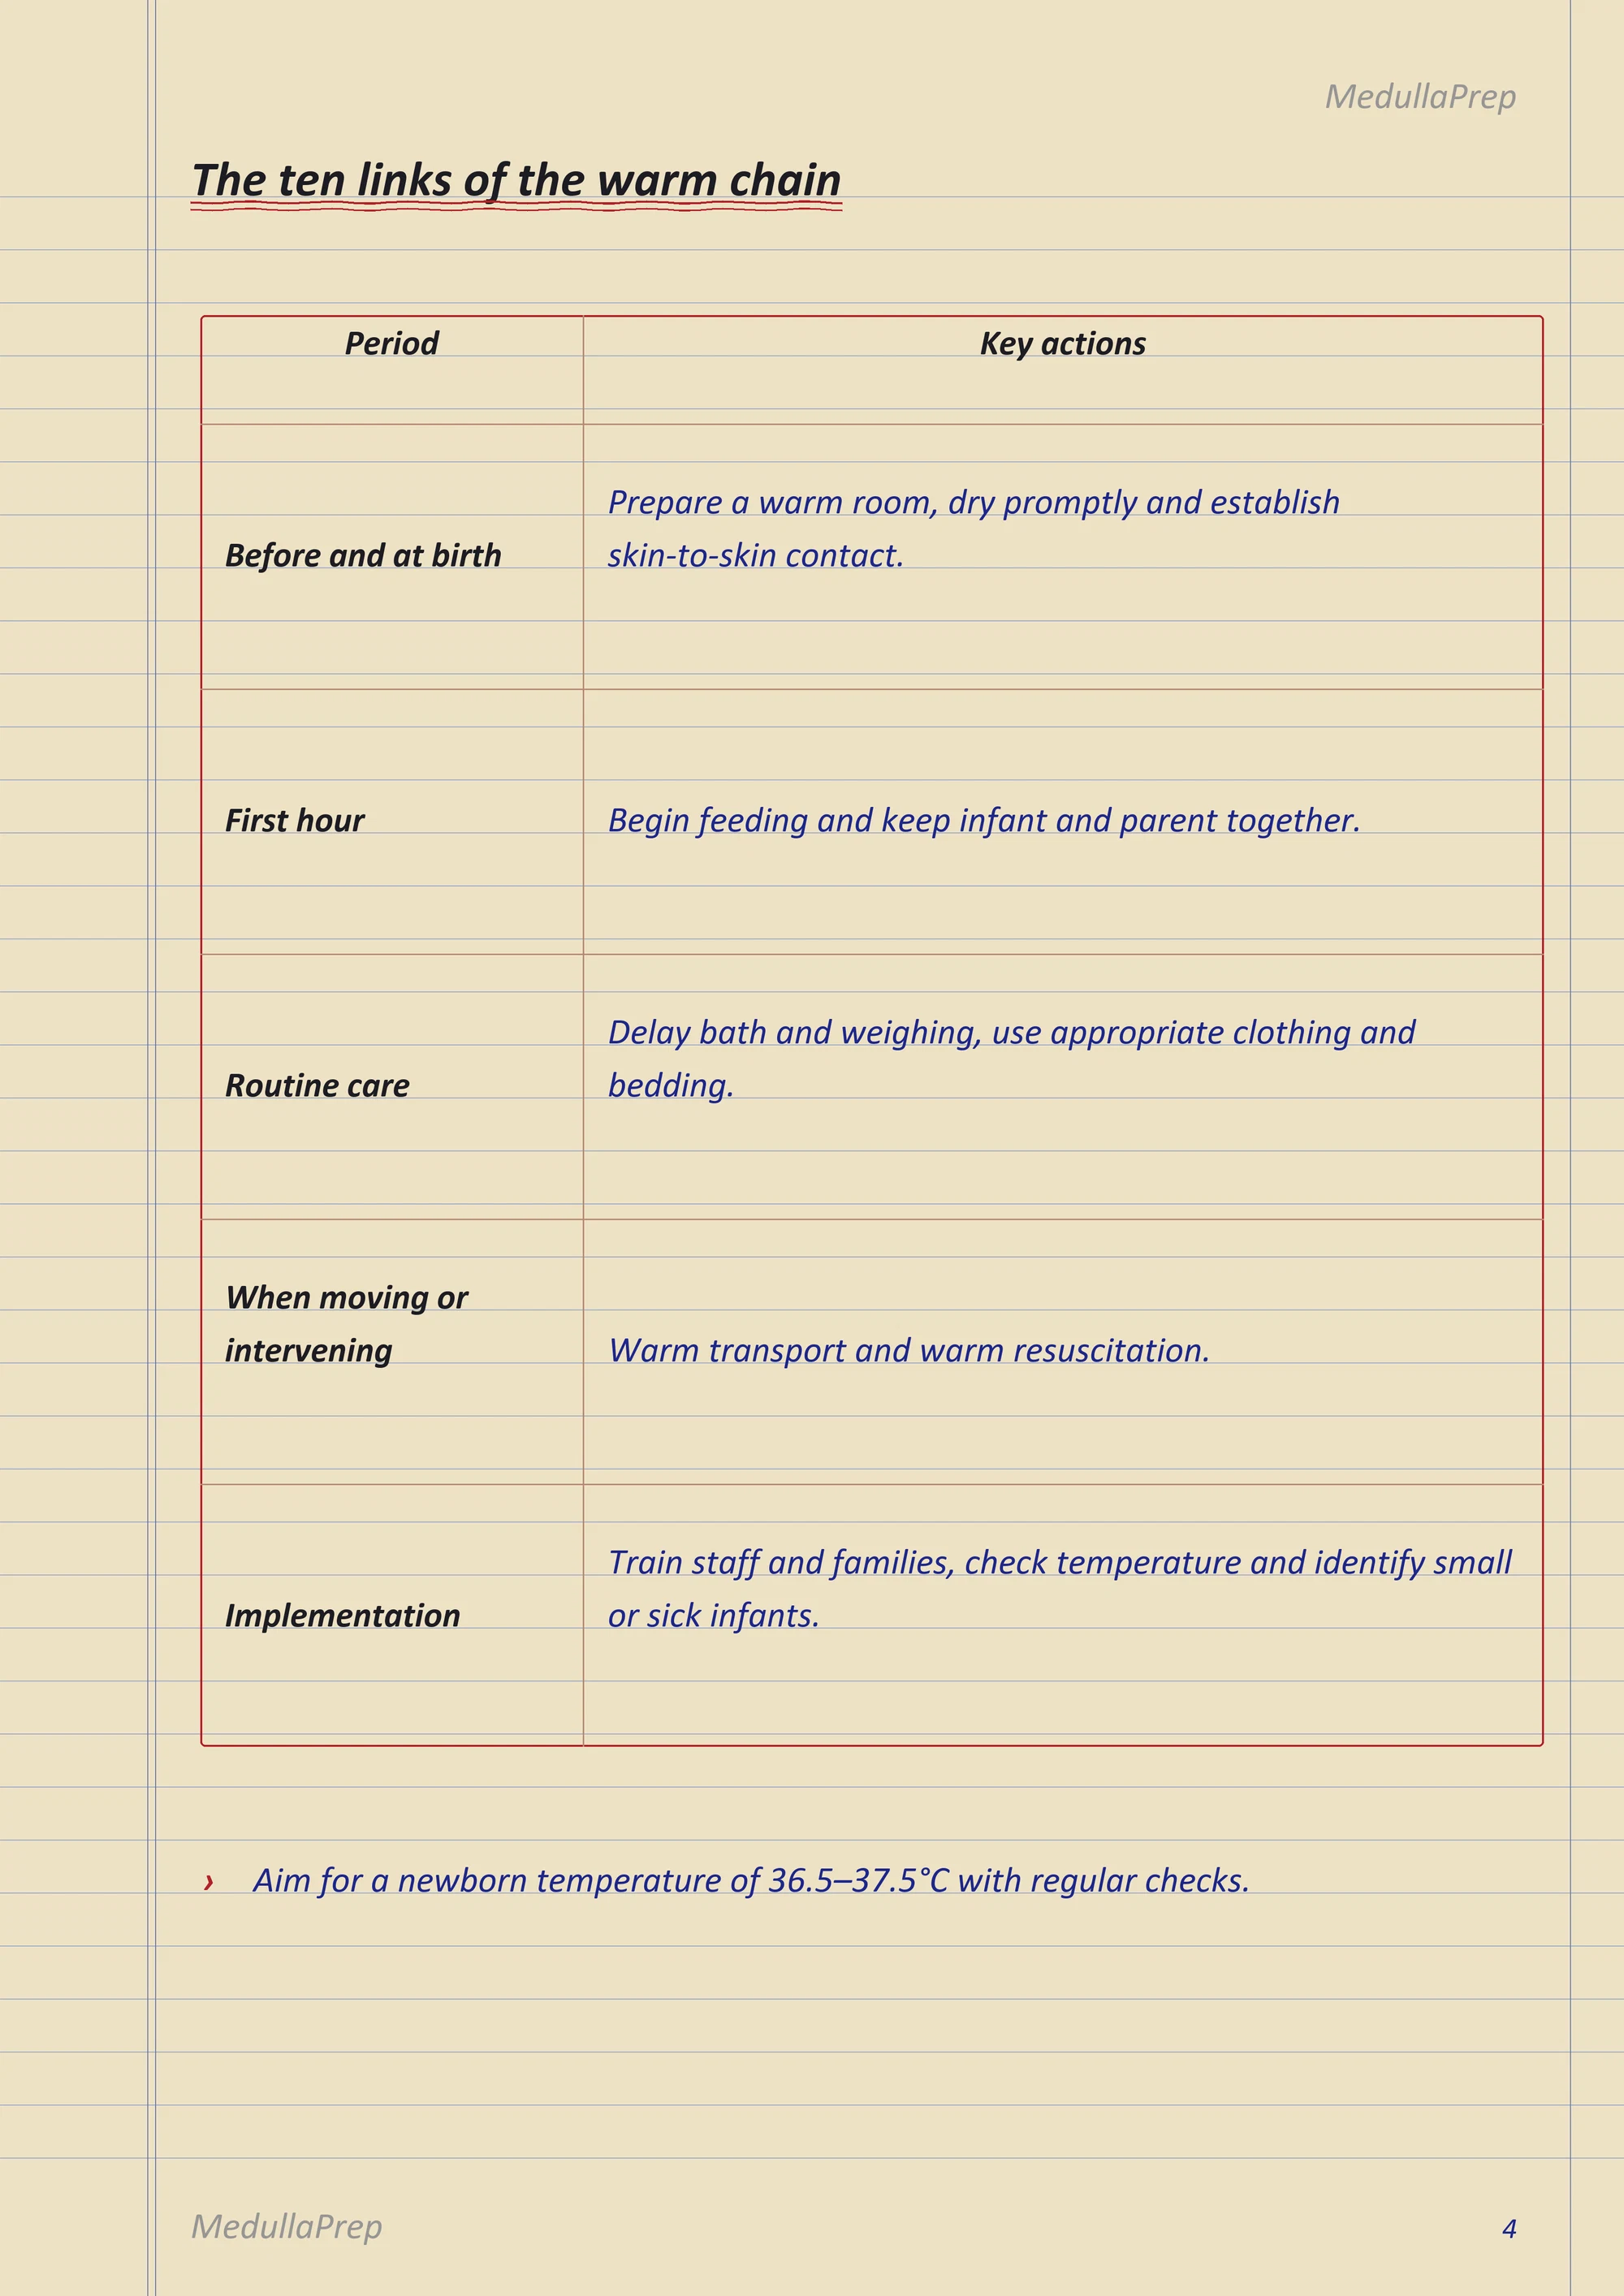 MedullaPrep
The ten links of the warm chain
Period
Key actions
Before and at birth
Prepare a warm room, dry promptly and establish
skin-to-skin contact.
First hour
Begin feeding and keep infant and parent together.
Routine care
Delay bath and weighing, use appropriate clothing and
bedding.
When moving or
intervening
Warm transport and warm resuscitation.
Implementation
Train staff and families, check temperature and identify small
or sick infants.
› Aim for a newborn temperature of 36.5–37.5°C with regular checks.
MedullaPrep
4